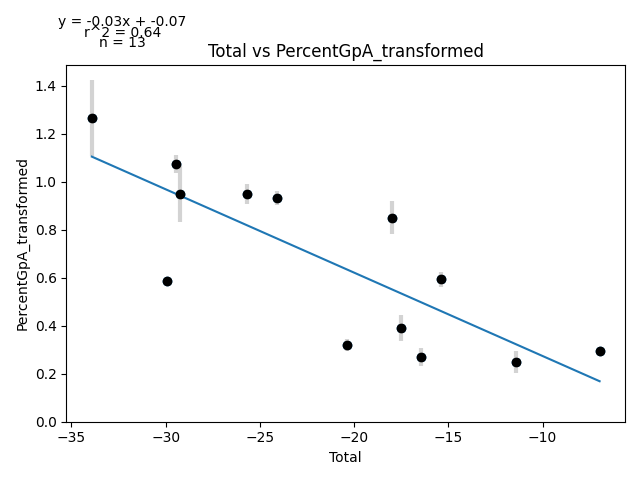 y = -0.03x + -0.07
r^2 = 0.64
n = 13
Total vs PercentGpA_transformed
PercentGpA_transformed
1.4
1.2
1.0
0.8
0.6
0.4
0.2
0.0
−35
−30
−25
−20
−15
−10
Total